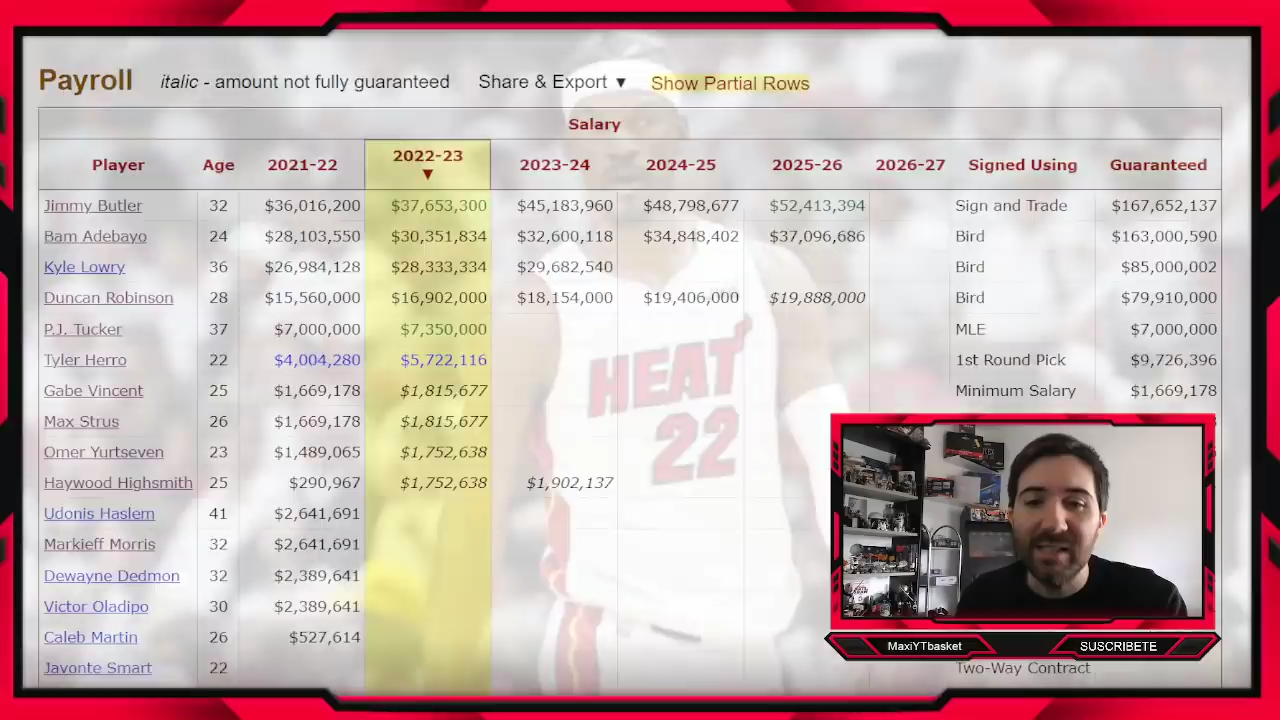 Payroll italic - amount not fully guaranteed Share & Export ▼ Show Partial Rows
Salary
Player Age 2021-22 2022-23 ▼ 2023-24 2024-25 2025-26 2026-27 Signed Using Guaranteed
Jimmy Butler 32 $36,016,200 $37,653,300 $45,183,960 $48,798,677 $52,413,394 Sign and Trade $167,652,137
Bam Adebayo 24 $28,103,550 $30,351,834 $32,600,118 $34,848,402 $37,096,686 Bird $163,000,590
Kyle Lowry 36 $26,984,128 $28,333,334 $29,682,540 Bird $85,000,002
Duncan Robinson 28 $15,560,000 $16,902,000 $18,154,000 $19,406,000 $19,888,000 Bird $79,910,000
P.J. Tucker 37 $7,000,000 $7,350,000 MLE $7,000,000
Tyler Herro 22 $4,004,280 $5,722,116 1st Round Pick $9,726,396
Gabe Vincent 25 $1,669,178 $1,815,677 Minimum Salary $1,669,178
Max Strus 26 $1,669,178 $1,815,677
Omer Yurtseven 23 $1,489,065 $1,752,638
Haywood Highsmith 25 $290,967 $1,752,638 $1,902,137
Udonis Haslem 41 $2,641,691
Markieff Morris 32 $2,641,691
Dewayne Dedmon 32 $2,389,641
Victor Oladipo 30 $2,389,641
Caleb Martin 26 $527,614
Javonte Smart 22 Two-Way Contract
HEAT
22
MaxiYTbasket SUSCRIBETE